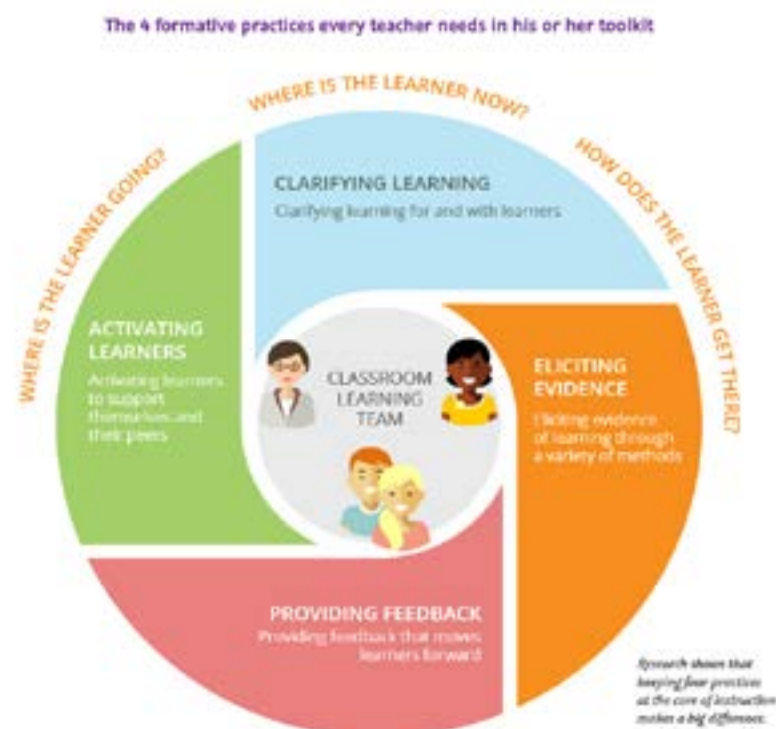 The 4 formative practices every teacher needs in his or her toolkit
WHERE IS THE LEARNER GOING?
WHERE IS THE LEARNER NOW?
HOW DOES THE LEARNER GET THERE?
CLARIFYING LEARNING
Clarifying learning for and with learners
ACTIVATING
LEARNERS
Activating learners
to support
themselves and
their peers
CLASSROOM
LEARNING
TEAM
ELICITING
EVIDENCE
Eliciting evidence
of learning through
a variety of methods
PROVIDING FEEDBACK
Providing feedback that moves
learners forward
Research shows that
keeping four practices
at the core of instruction
makes a big difference.